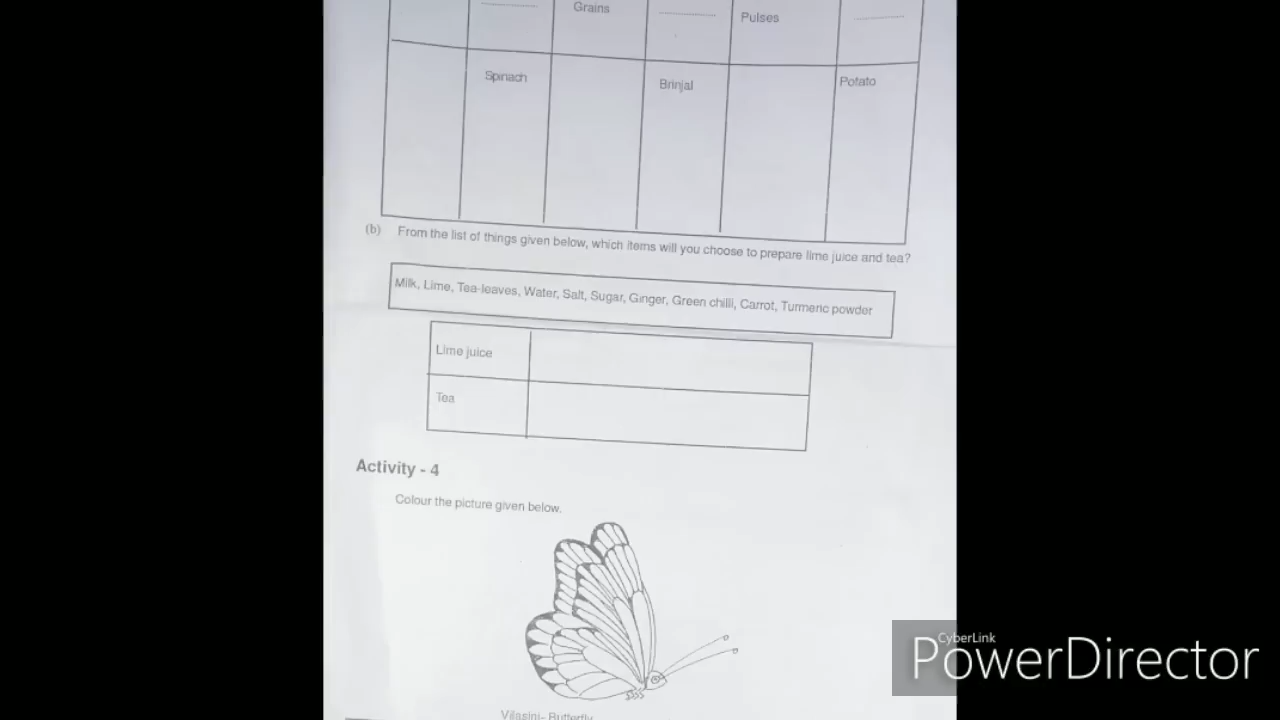 Grains Pulses
Spinach Brinjal Potato
(b) From the list of things given below, which items will you choose to prepare lime juice and tea?
Milk, Lime, Tea-leaves, Water, Salt, Sugar, Ginger, Green chilli, Carrot, Turmeric powder
Lime juice
Tea
Activity - 4
Colour the picture given below.
Vilasini- Butterfly
CyberLink
PowerDirector